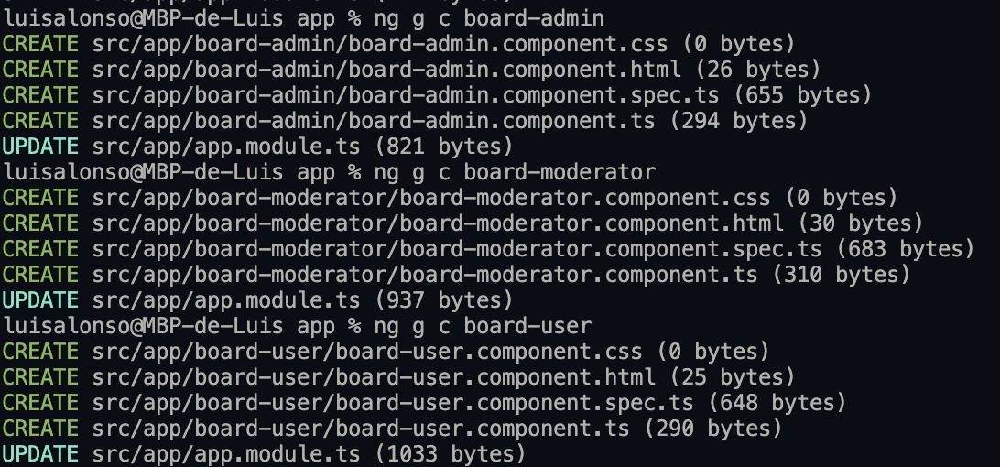 luisalonso@MBP-de-Luis app % ng g c board-admin
CREATE src/app/board-admin/board-admin.component.css (0 bytes)
CREATE src/app/board-admin/board-admin.component.html (26 bytes)
CREATE src/app/board-admin/board-admin.component.spec.ts (655 bytes)
CREATE src/app/board-admin/board-admin.component.ts (294 bytes)
UPDATE src/app/app.module.ts (821 bytes)
luisalonso@MBP-de-Luis app % ng g c board-moderator
CREATE src/app/board-moderator/board-moderator.component.css (0 bytes)
CREATE src/app/board-moderator/board-moderator.component.html (30 bytes)
CREATE src/app/board-moderator/board-moderator.component.spec.ts (683 bytes)
CREATE src/app/board-moderator/board-moderator.component.ts (310 bytes)
UPDATE src/app/app.module.ts (937 bytes)
luisalonso@MBP-de-Luis app % ng g c board-user
CREATE src/app/board-user/board-user.component.css (0 bytes)
CREATE src/app/board-user/board-user.component.html (25 bytes)
CREATE src/app/board-user/board-user.component.spec.ts (648 bytes)
CREATE src/app/board-user/board-user.component.ts (290 bytes)
UPDATE src/app/app.module.ts (1033 bytes)